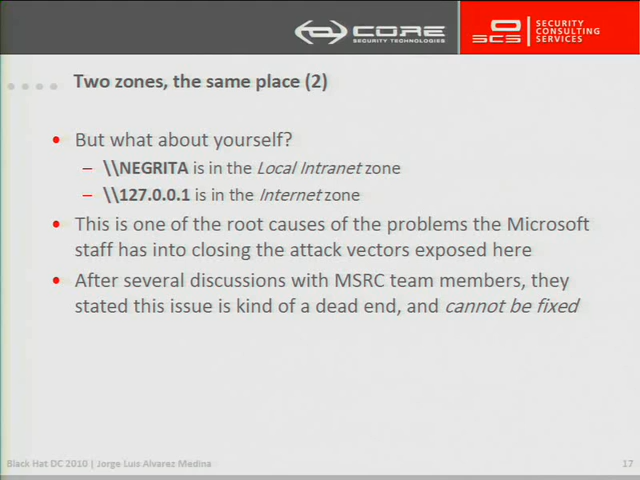 CORE
SECURITY TECHNOLOGIES
SCS
SECURITY
CONSULTING
SERVICES
Two zones, the same place (2)
• But what about yourself?
– \\NEGRITA is in the Local Intranet zone
– \\127.0.0.1 is in the Internet zone
• This is one of the root causes of the problems the Microsoft
staff has into closing the attack vectors exposed here
• After several discussions with MSRC team members, they
stated this issue is kind of a dead end, and cannot be fixed
Black Hat DC 2010 | Jorge Luis Alvarez Medina
17